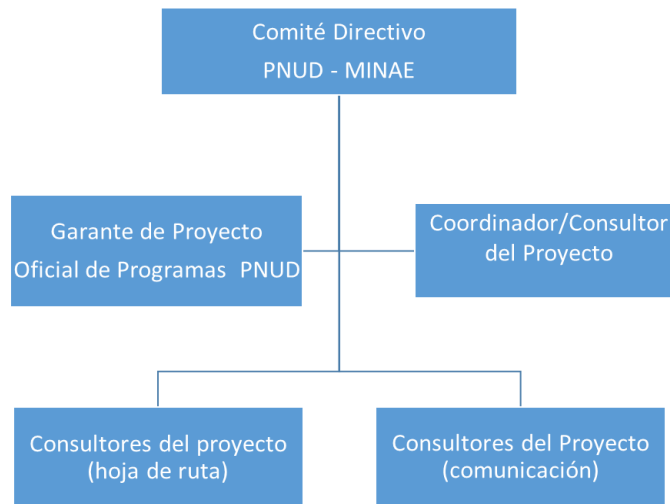 Comité Directivo
PNUD - MINAE
Garante de Proyecto
Oficial de Programas PNUD
Coordinador/Consultor
del Proyecto
Consultores del proyecto
(hoja de ruta)
Consultores del Proyecto
(comunicación)